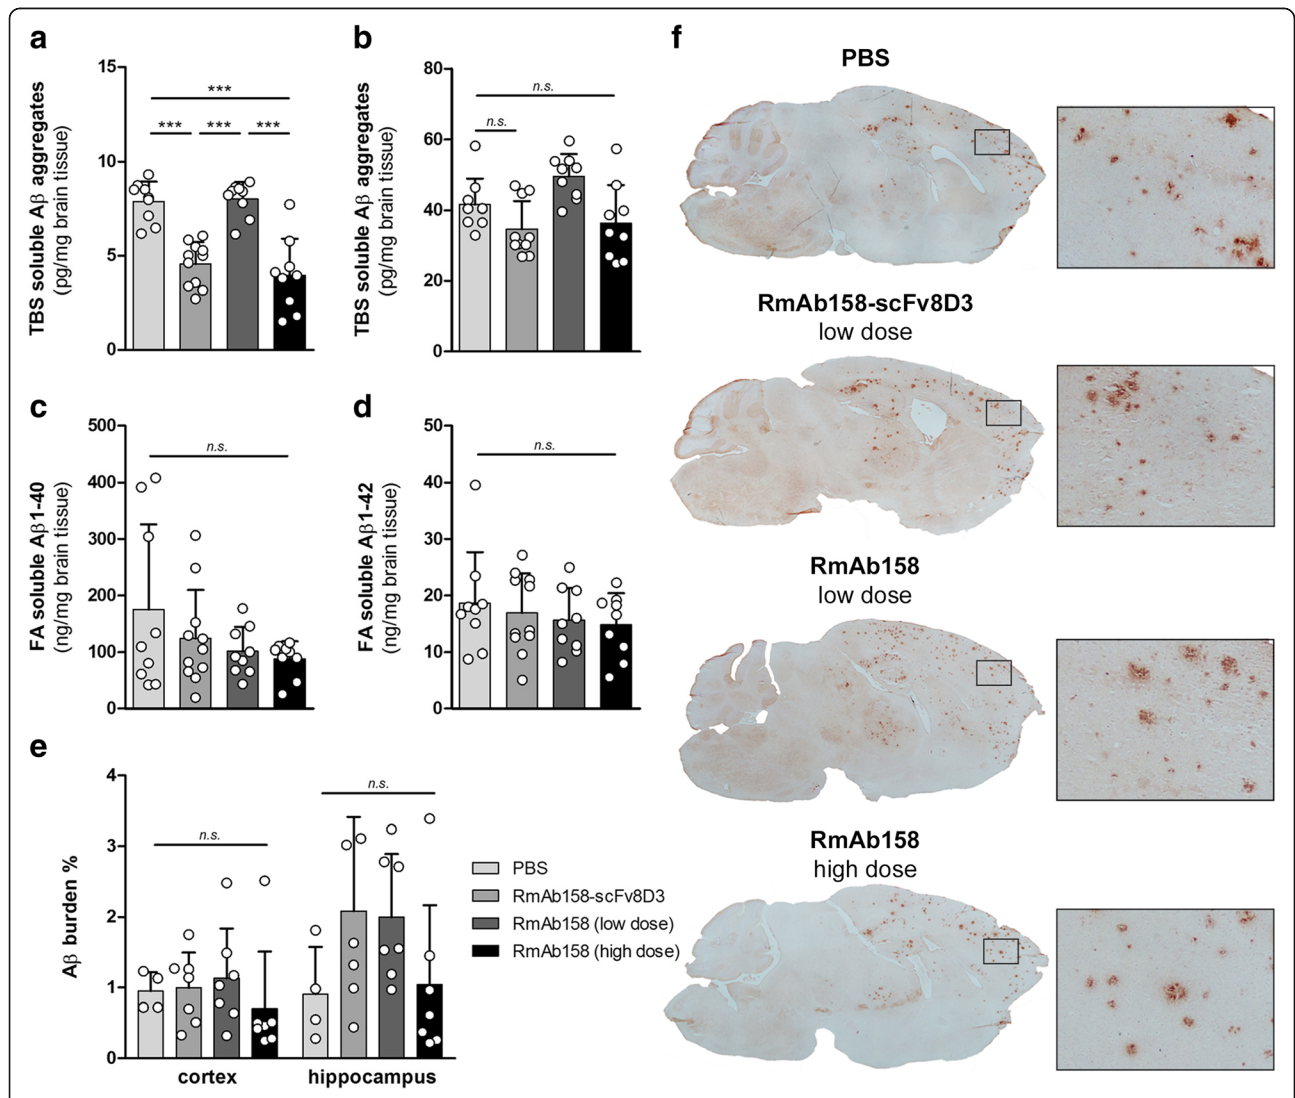 a
TBS soluble Aβ aggregates
(pg/mg brain tissue)
15
10
5
0
***
*** *** ***
b
TBS soluble Aβ aggregates
(pg/mg brain tissue)
80
60
40
20
0
n.s.
n.s.
c
FA soluble Aβ1-40
(ng/mg brain tissue)
500
400
300
200
100
0
n.s.
d
FA soluble Aβ1-42
(ng/mg brain tissue)
50
40
30
20
10
0
n.s.
e
Aβ burden %
4
3
2
1
0
n.s.
n.s.
cortex hippocampus
PBS
RmAb158-scFv8D3
RmAb158 (low dose)
RmAb158 (high dose)
f
PBS
RmAb158-scFv8D3
low dose
RmAb158
low dose
RmAb158
high dose